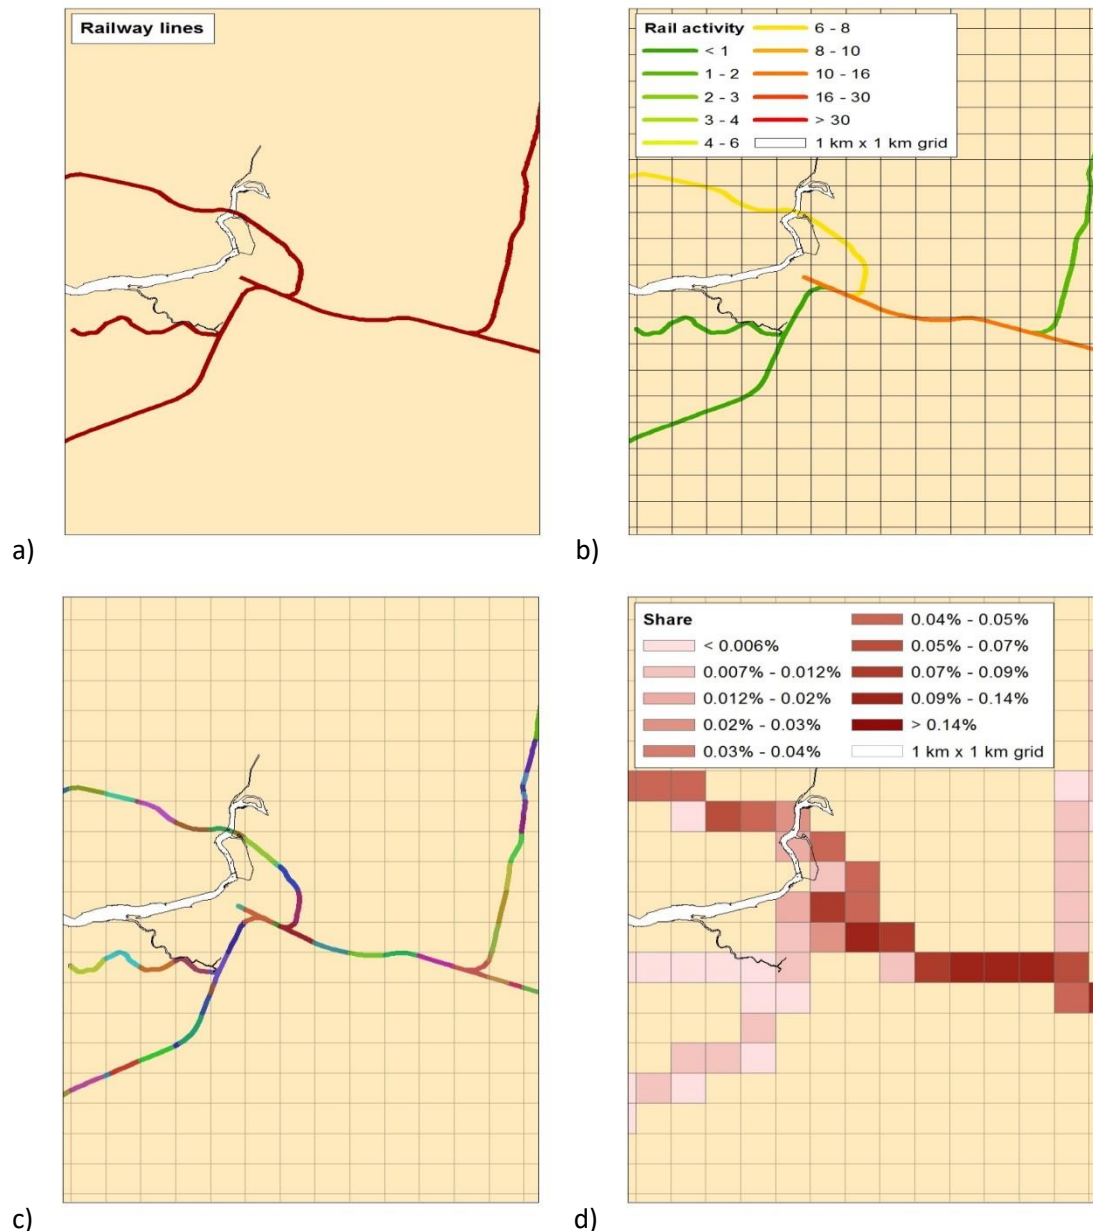 Railway lines
a)
Rail activity
< 1
1 - 2
2 - 3
3 - 4
4 - 6
6 - 8
8 - 10
10 - 16
16 - 30
> 30
1 km x 1 km grid
b)
c)
Share
< 0.006%
0.007% - 0.012%
0.012% - 0.02%
0.02% - 0.03%
0.03% - 0.04%
0.04% - 0.05%
0.05% - 0.07%
0.07% - 0.09%
0.09% - 0.14%
> 0.14%
1 km x 1 km grid
d)